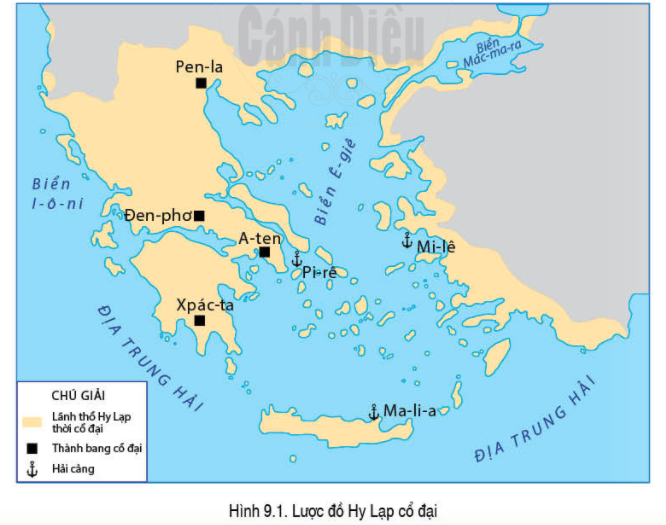 Cánh Diều
Pen-la
Biển
Mác-ma-ra
Biển Ê-giê
Biển
I-ô-ni
Đen-phơ
A-ten
Mi-lê
Pi-rê
Xpác-ta
ĐỊA TRUNG HẢI
Ma-li-a
ĐỊA TRUNG HẢI
CHÚ GIẢI
Lãnh thổ Hy Lạp
thời cổ đại
Thành bang cổ đại
Hải cảng
Hình 9.1. Lược đồ Hy Lạp cổ đại